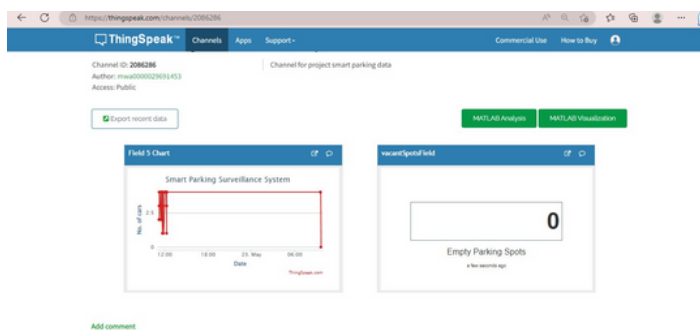 https://thingspeak.com/channels/2086286
ThingSpeak™ Channels Apps Support Commercial Use How to Buy
Channel ID: 2086286
Channel for project smart parking data
Author: mwa0000029691453
Access: Public
Export recent data
MATLAB Analysis
MATLAB Visualization
Field 5 Chart
Smart Parking Surveillance System
No. of cars
2.5
0
12:00 18:00 25. May 06:00
Date
ThingSpeak.com
vacantSpotsField
0
Empty Parking Spots
a few seconds ago
Add comment